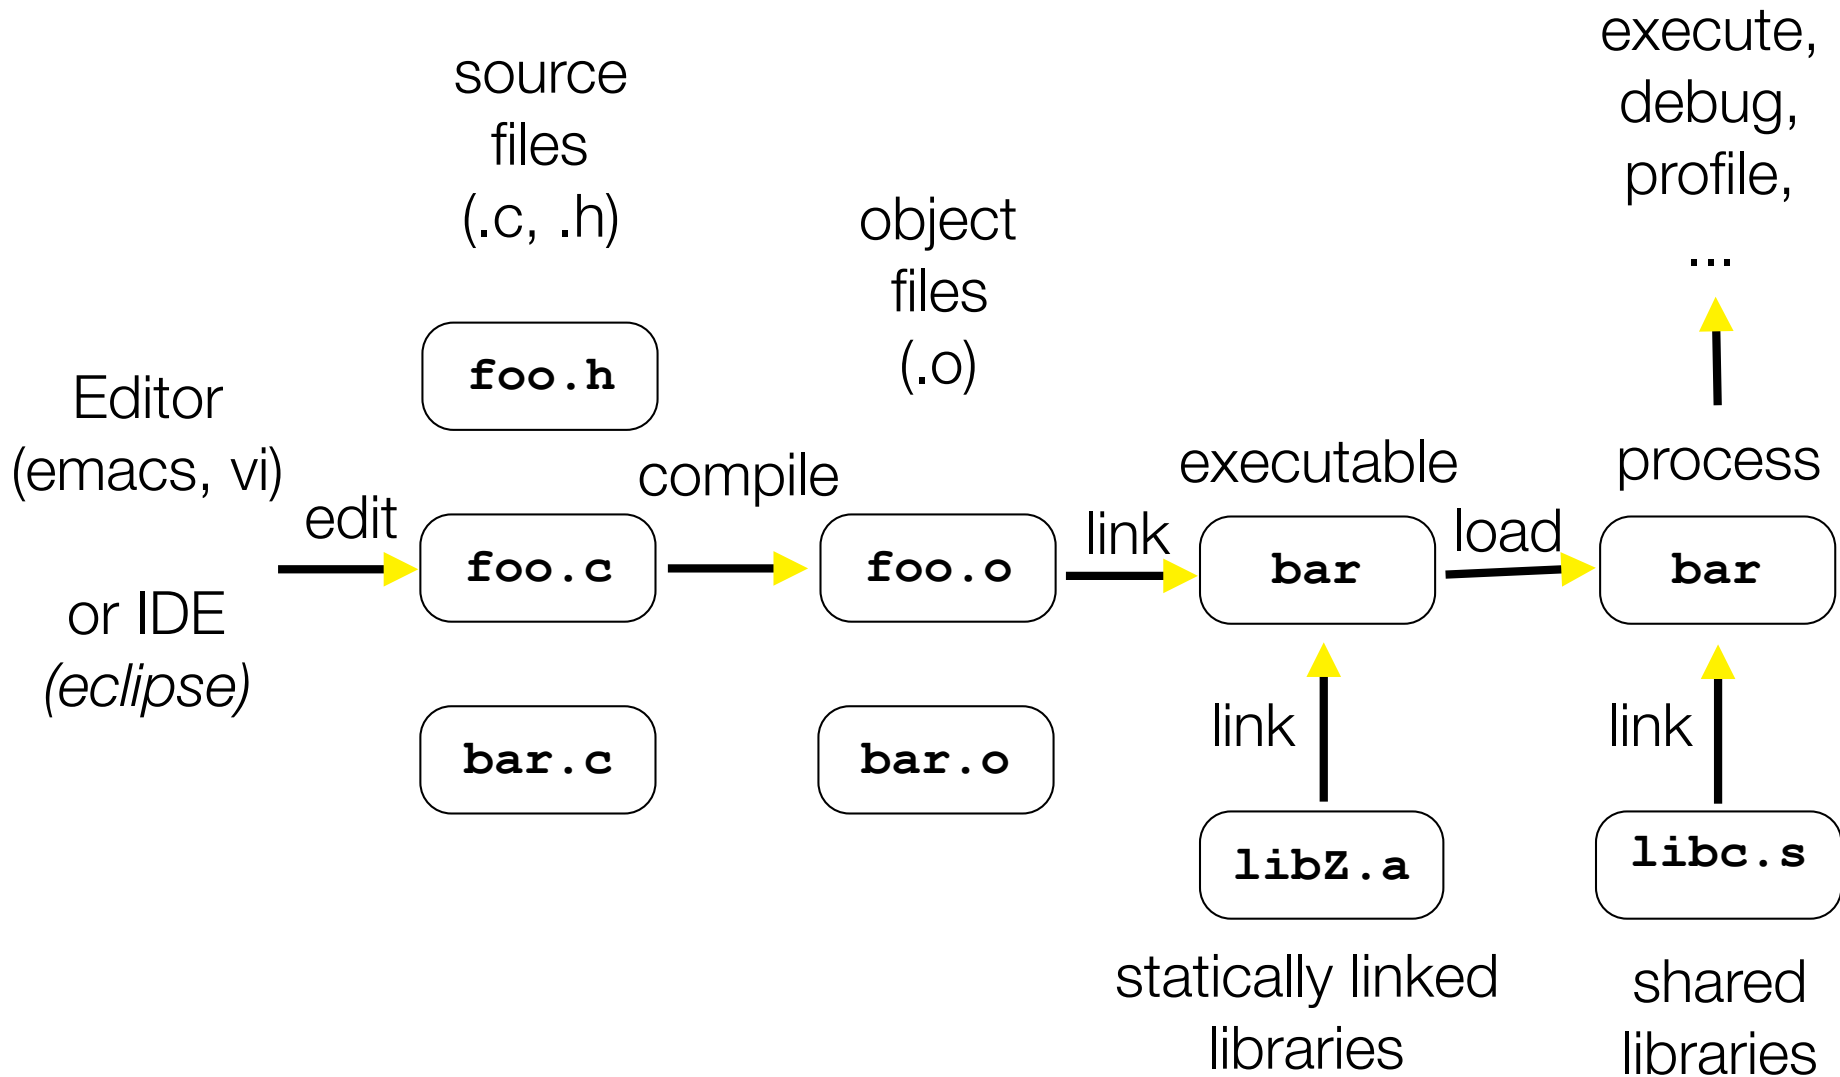 source
files
(.c, .h)
object
files
(.o)
execute,
debug,
profile,
...
Editor
(emacs, vi)
or IDE
(eclipse)
edit
foo.h
foo.c
bar.c
compile
foo.o
bar.o
link
executable
bar
link
libZ.a
statically linked
libraries
load
process
bar
link
libc.s
shared
libraries